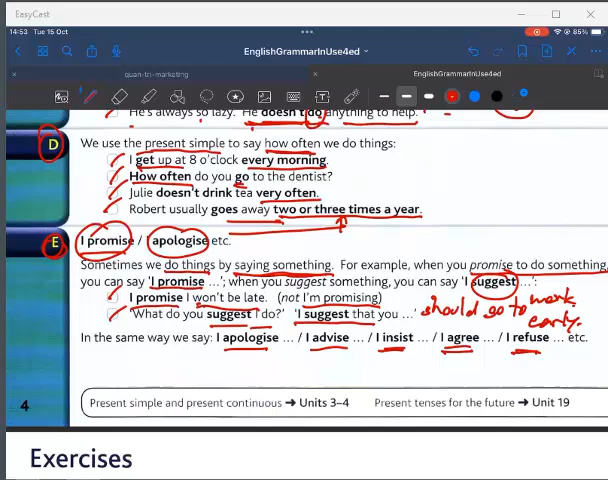 EasyCast
14:53 Tue 15 Oct
85%
EnglishGrammarInUse4ed
quan-tri-marketing
EnglishGrammarInUse4ed
He's always so lazy. He doesn't do anything to help.
D
We use the present simple to say how often we do things:
I get up at 8 o'clock every morning.
How often do you go to the dentist?
Julie doesn't drink tea very often.
Robert usually goes away two or three times a year.
E
I promise / I apologise etc.
Sometimes we do things by saying something. For example, when you promise to do something,
you can say 'I promise ...'; when you suggest something, you can say 'I suggest ...':
I promise I won't be late. (not I'm promising)
'What do you suggest I do?' 'I suggest that you ...'
should go to work
early.
In the same way we say: I apologise ... / I advise ... / I insist ... / I agree ... / I refuse ... etc.
4
Present simple and present continuous ➜ Units 3–4 Present tenses for the future ➜ Unit 19
Exercises